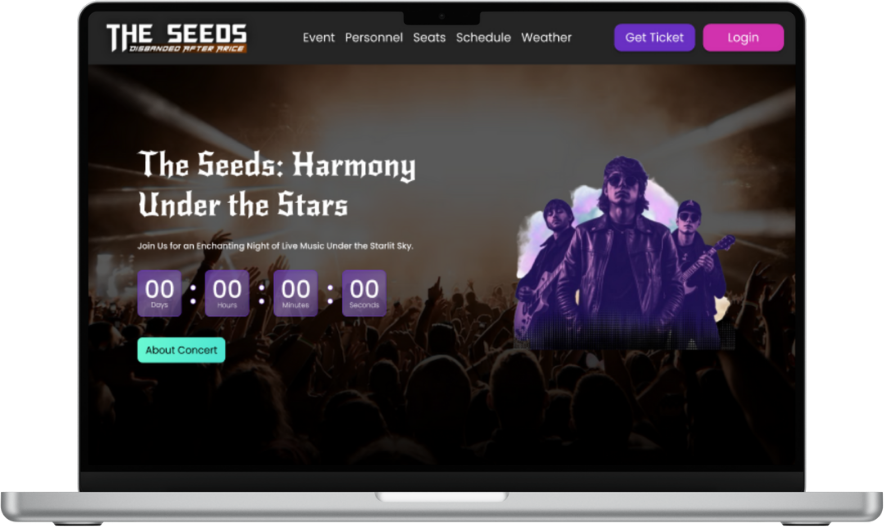 THE SEEDS
DISBANDED AFTER ARICE
Event Personnel Seats Schedule Weather
Get Ticket
Login
The Seeds: Harmony
Under the Stars
Join Us for an Enchanting Night of Live Music Under the Starlit Sky.
00 : 00 : 00 : 00
Days Hours Minutes Seconds
About Concert